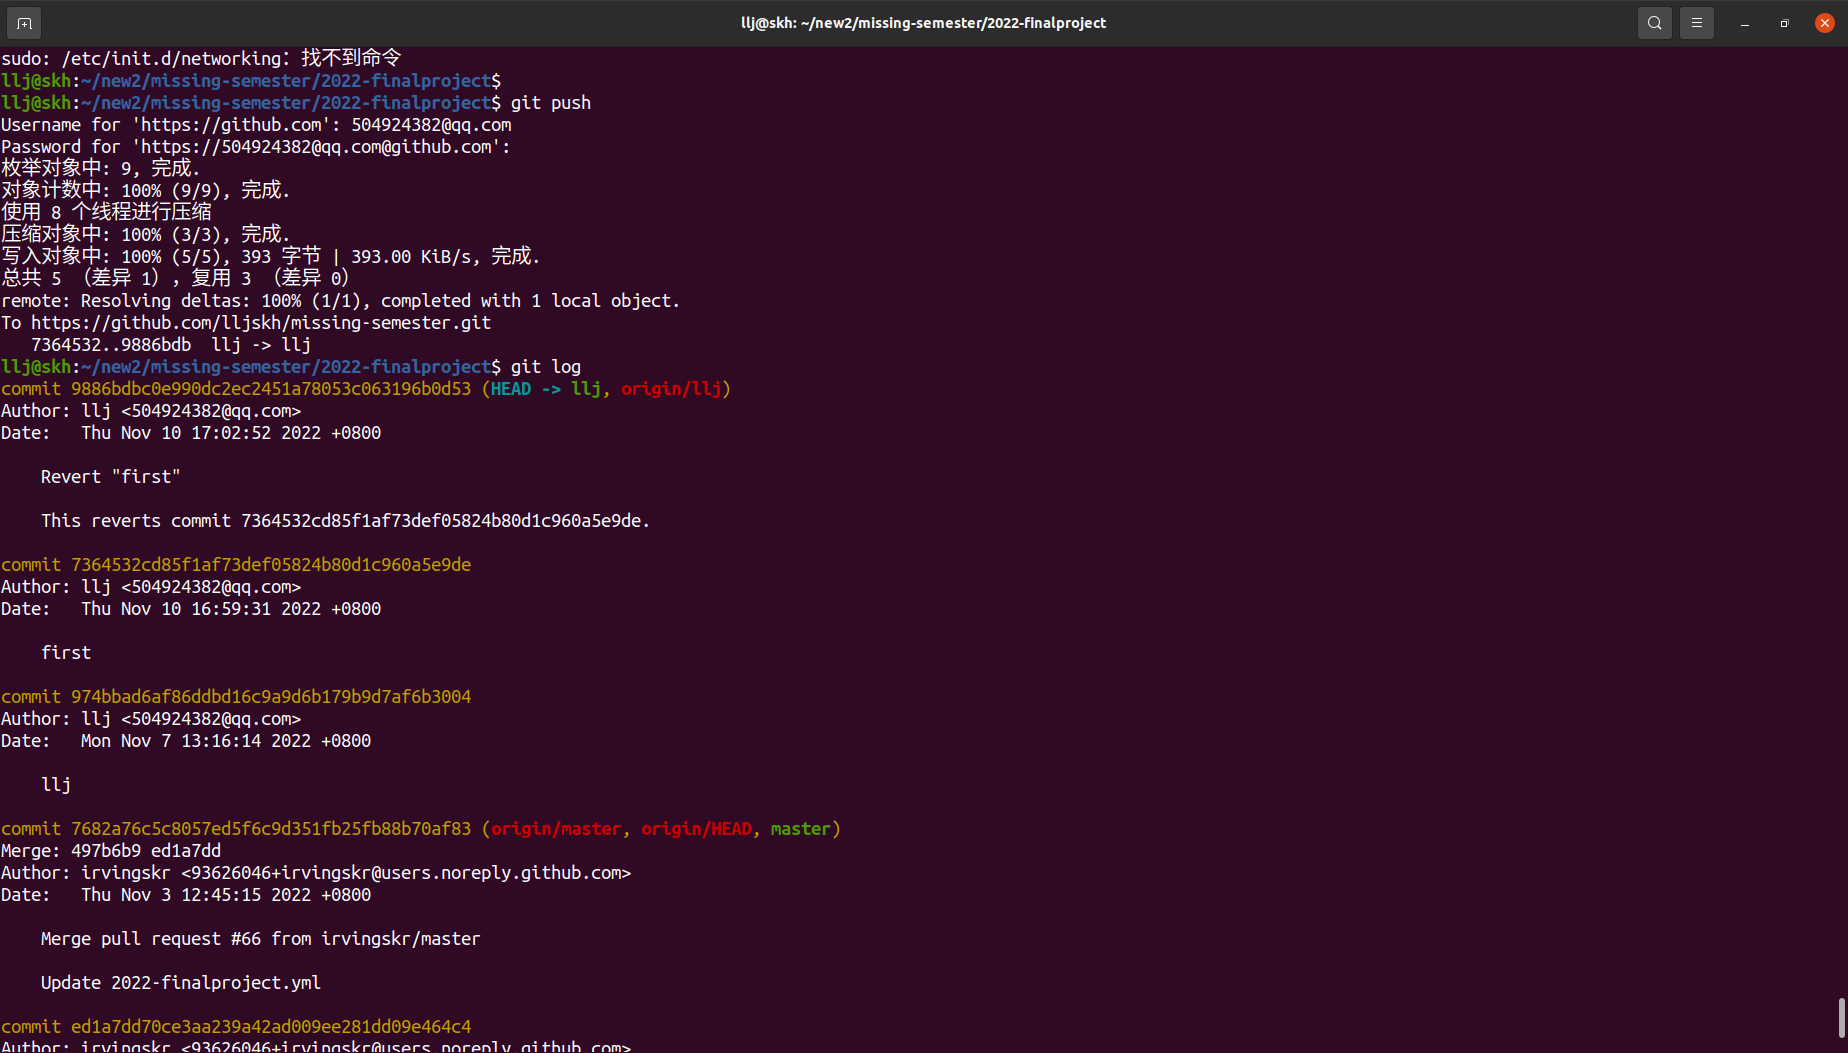 llj@skh: ~/new2/missing-semester/2022-finalproject
sudo: /etc/init.d/networking: 找不到命令
llj@skh:~/new2/missing-semester/2022-finalproject$
llj@skh:~/new2/missing-semester/2022-finalproject$ git push
Username for 'https://github.com': 504924382@qq.com
Password for 'https://504924382@qq.com@github.com':
枚举对象中: 9, 完成.
对象计数中: 100% (9/9), 完成.
使用 8 个线程进行压缩
压缩对象中: 100% (3/3), 完成.
写入对象中: 100% (5/5), 393 字节 | 393.00 KiB/s, 完成.
总共 5 （差异 1），复用 3 （差异 0）
remote: Resolving deltas: 100% (1/1), completed with 1 local object.
To https://github.com/lljskh/missing-semester.git
   7364532..9886bdb  llj -> llj
llj@skh:~/new2/missing-semester/2022-finalproject$ git log
commit 9886bdbc0e990dc2ec2451a78053c063196b0d53 (HEAD -> llj, origin/llj)
Author: llj <504924382@qq.com>
Date:   Thu Nov 10 17:02:52 2022 +0800
    Revert "first"
    This reverts commit 7364532cd85f1af73def05824b80d1c960a5e9de.
commit 7364532cd85f1af73def05824b80d1c960a5e9de
Author: llj <504924382@qq.com>
Date:   Thu Nov 10 16:59:31 2022 +0800
    first
commit 974bbad6af86ddbd16c9a9d6b179b9d7af6b3004
Author: llj <504924382@qq.com>
Date:   Mon Nov 7 13:16:14 2022 +0800
    llj
commit 7682a76c5c8057ed5f6c9d351fb25fb88b70af83 (origin/master, origin/HEAD, master)
Merge: 497b6b9 ed1a7dd
Author: irvingskr <93626046+irvingskr@users.noreply.github.com>
Date:   Thu Nov 3 12:45:15 2022 +0800
    Merge pull request #66 from irvingskr/master
    Update 2022-finalproject.yml
commit ed1a7dd70ce3aa239a42ad009ee281dd09e464c4
Author: irvingskr <93626046+irvingskr@users.noreply.github.com>